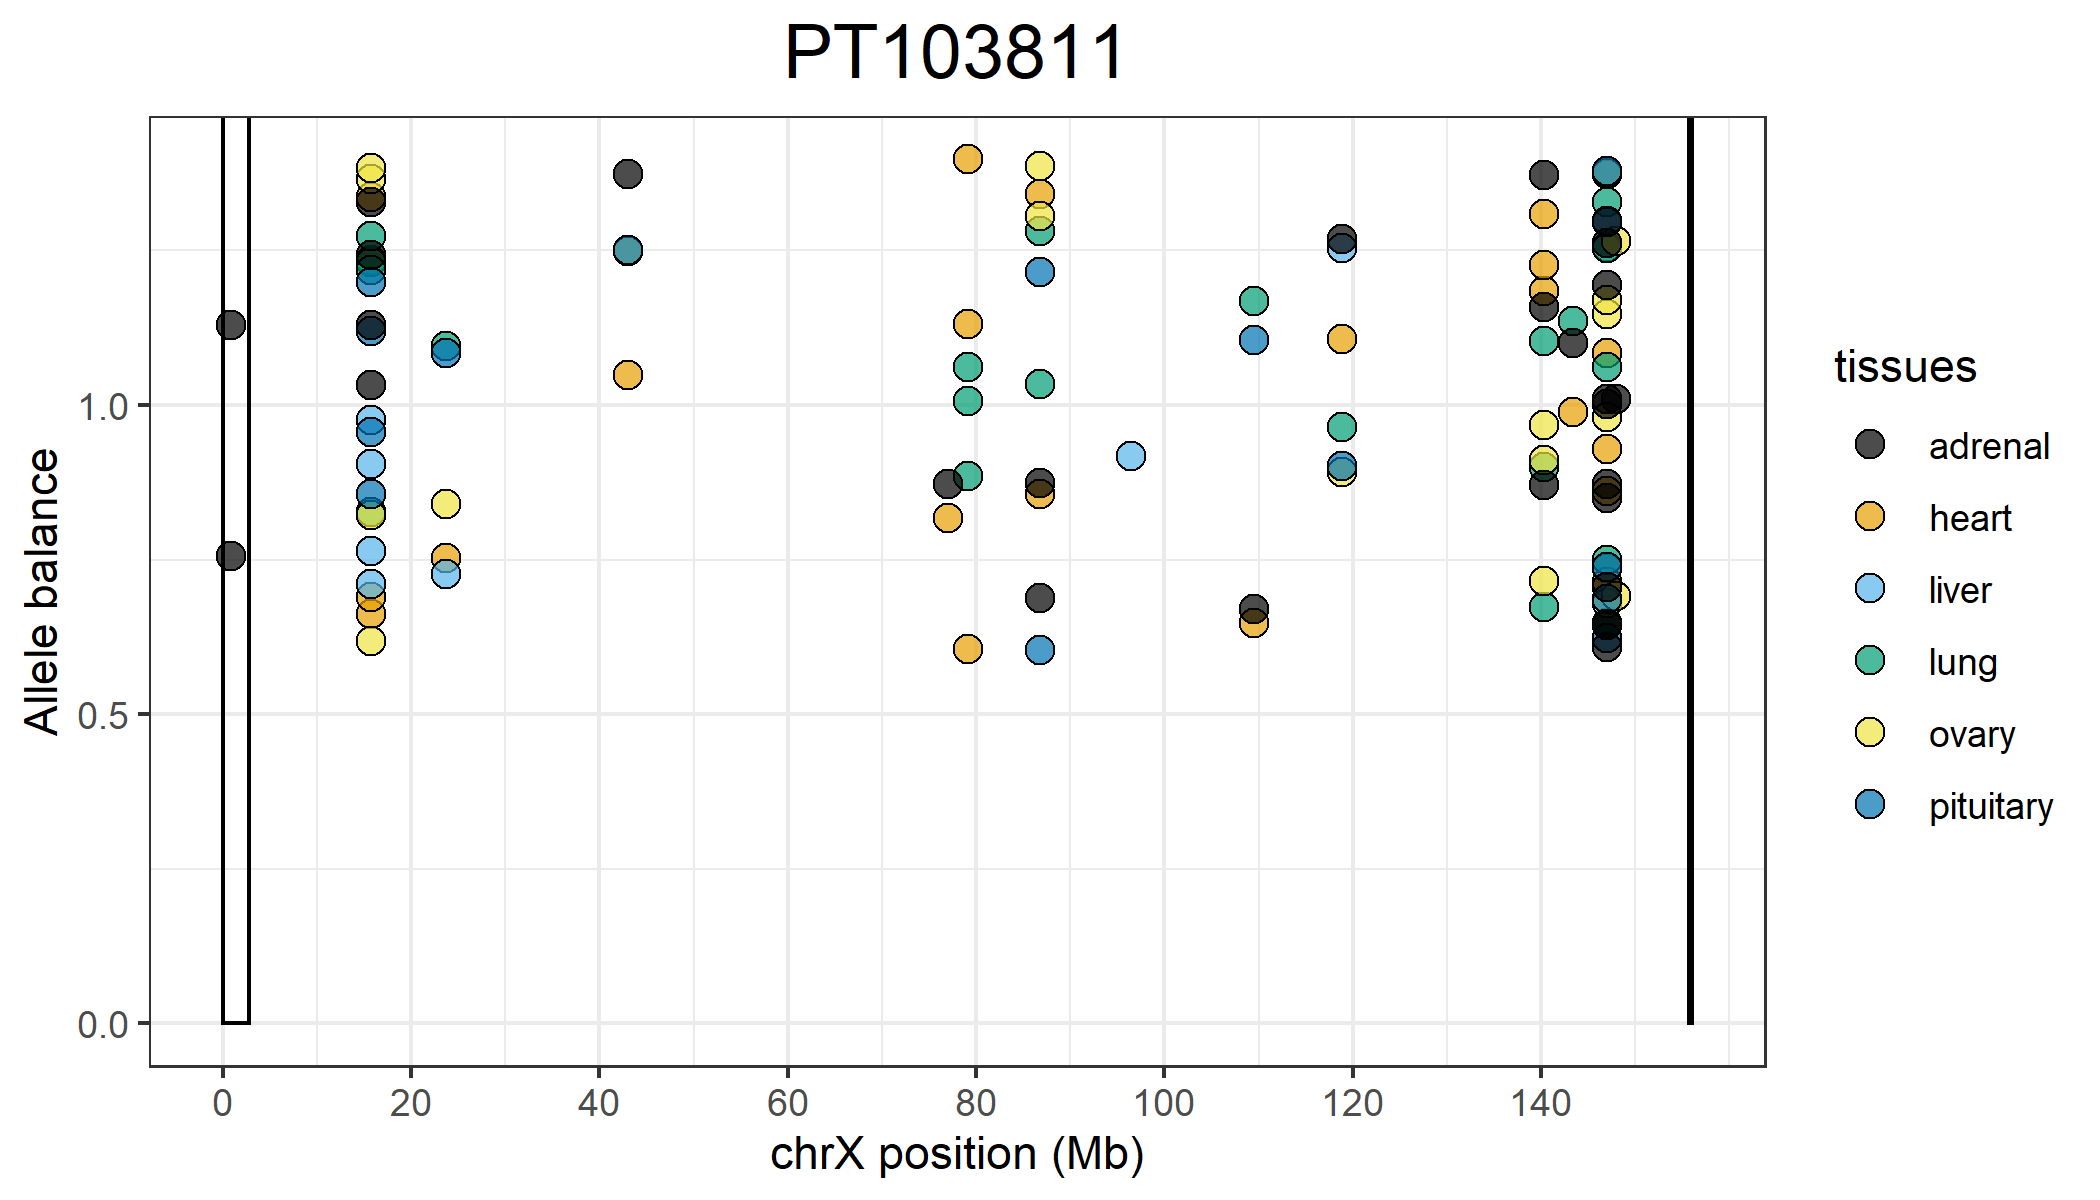 PT103811
Allele balance
1.0
0.5
0.0
0 20 40 60 80 100 120 140
chrX position (Mb)
tissues
adrenal
heart
liver
lung
ovary
pituitary